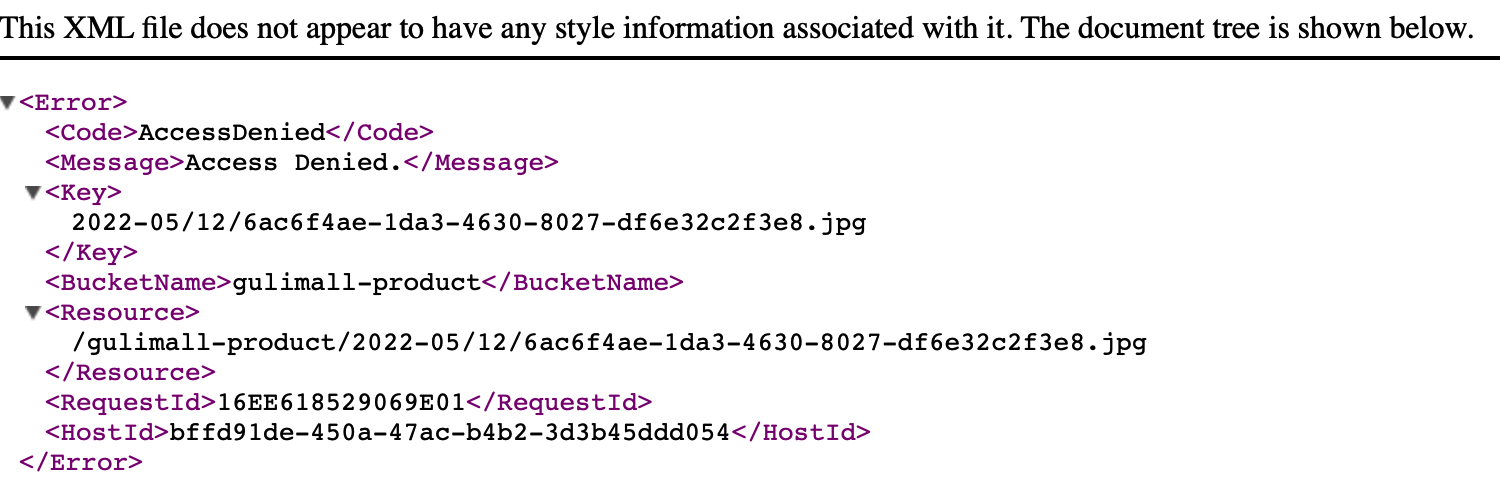 This XML file does not appear to have any style information associated with it. The document tree is shown below.
<Error>
<Code>AccessDenied</Code>
<Message>Access Denied.</Message>
<Key>
2022-05/12/6ac6f4ae-1da3-4630-8027-df6e32c2f3e8.jpg
</Key>
<BucketName>gulimall-product</BucketName>
<Resource>
/gulimall-product/2022-05/12/6ac6f4ae-1da3-4630-8027-df6e32c2f3e8.jpg
</Resource>
<RequestId>16EE618529069E01</RequestId>
<HostId>bffd91de-450a-47ac-b4b2-3d3b45ddd054</HostId>
</Error>